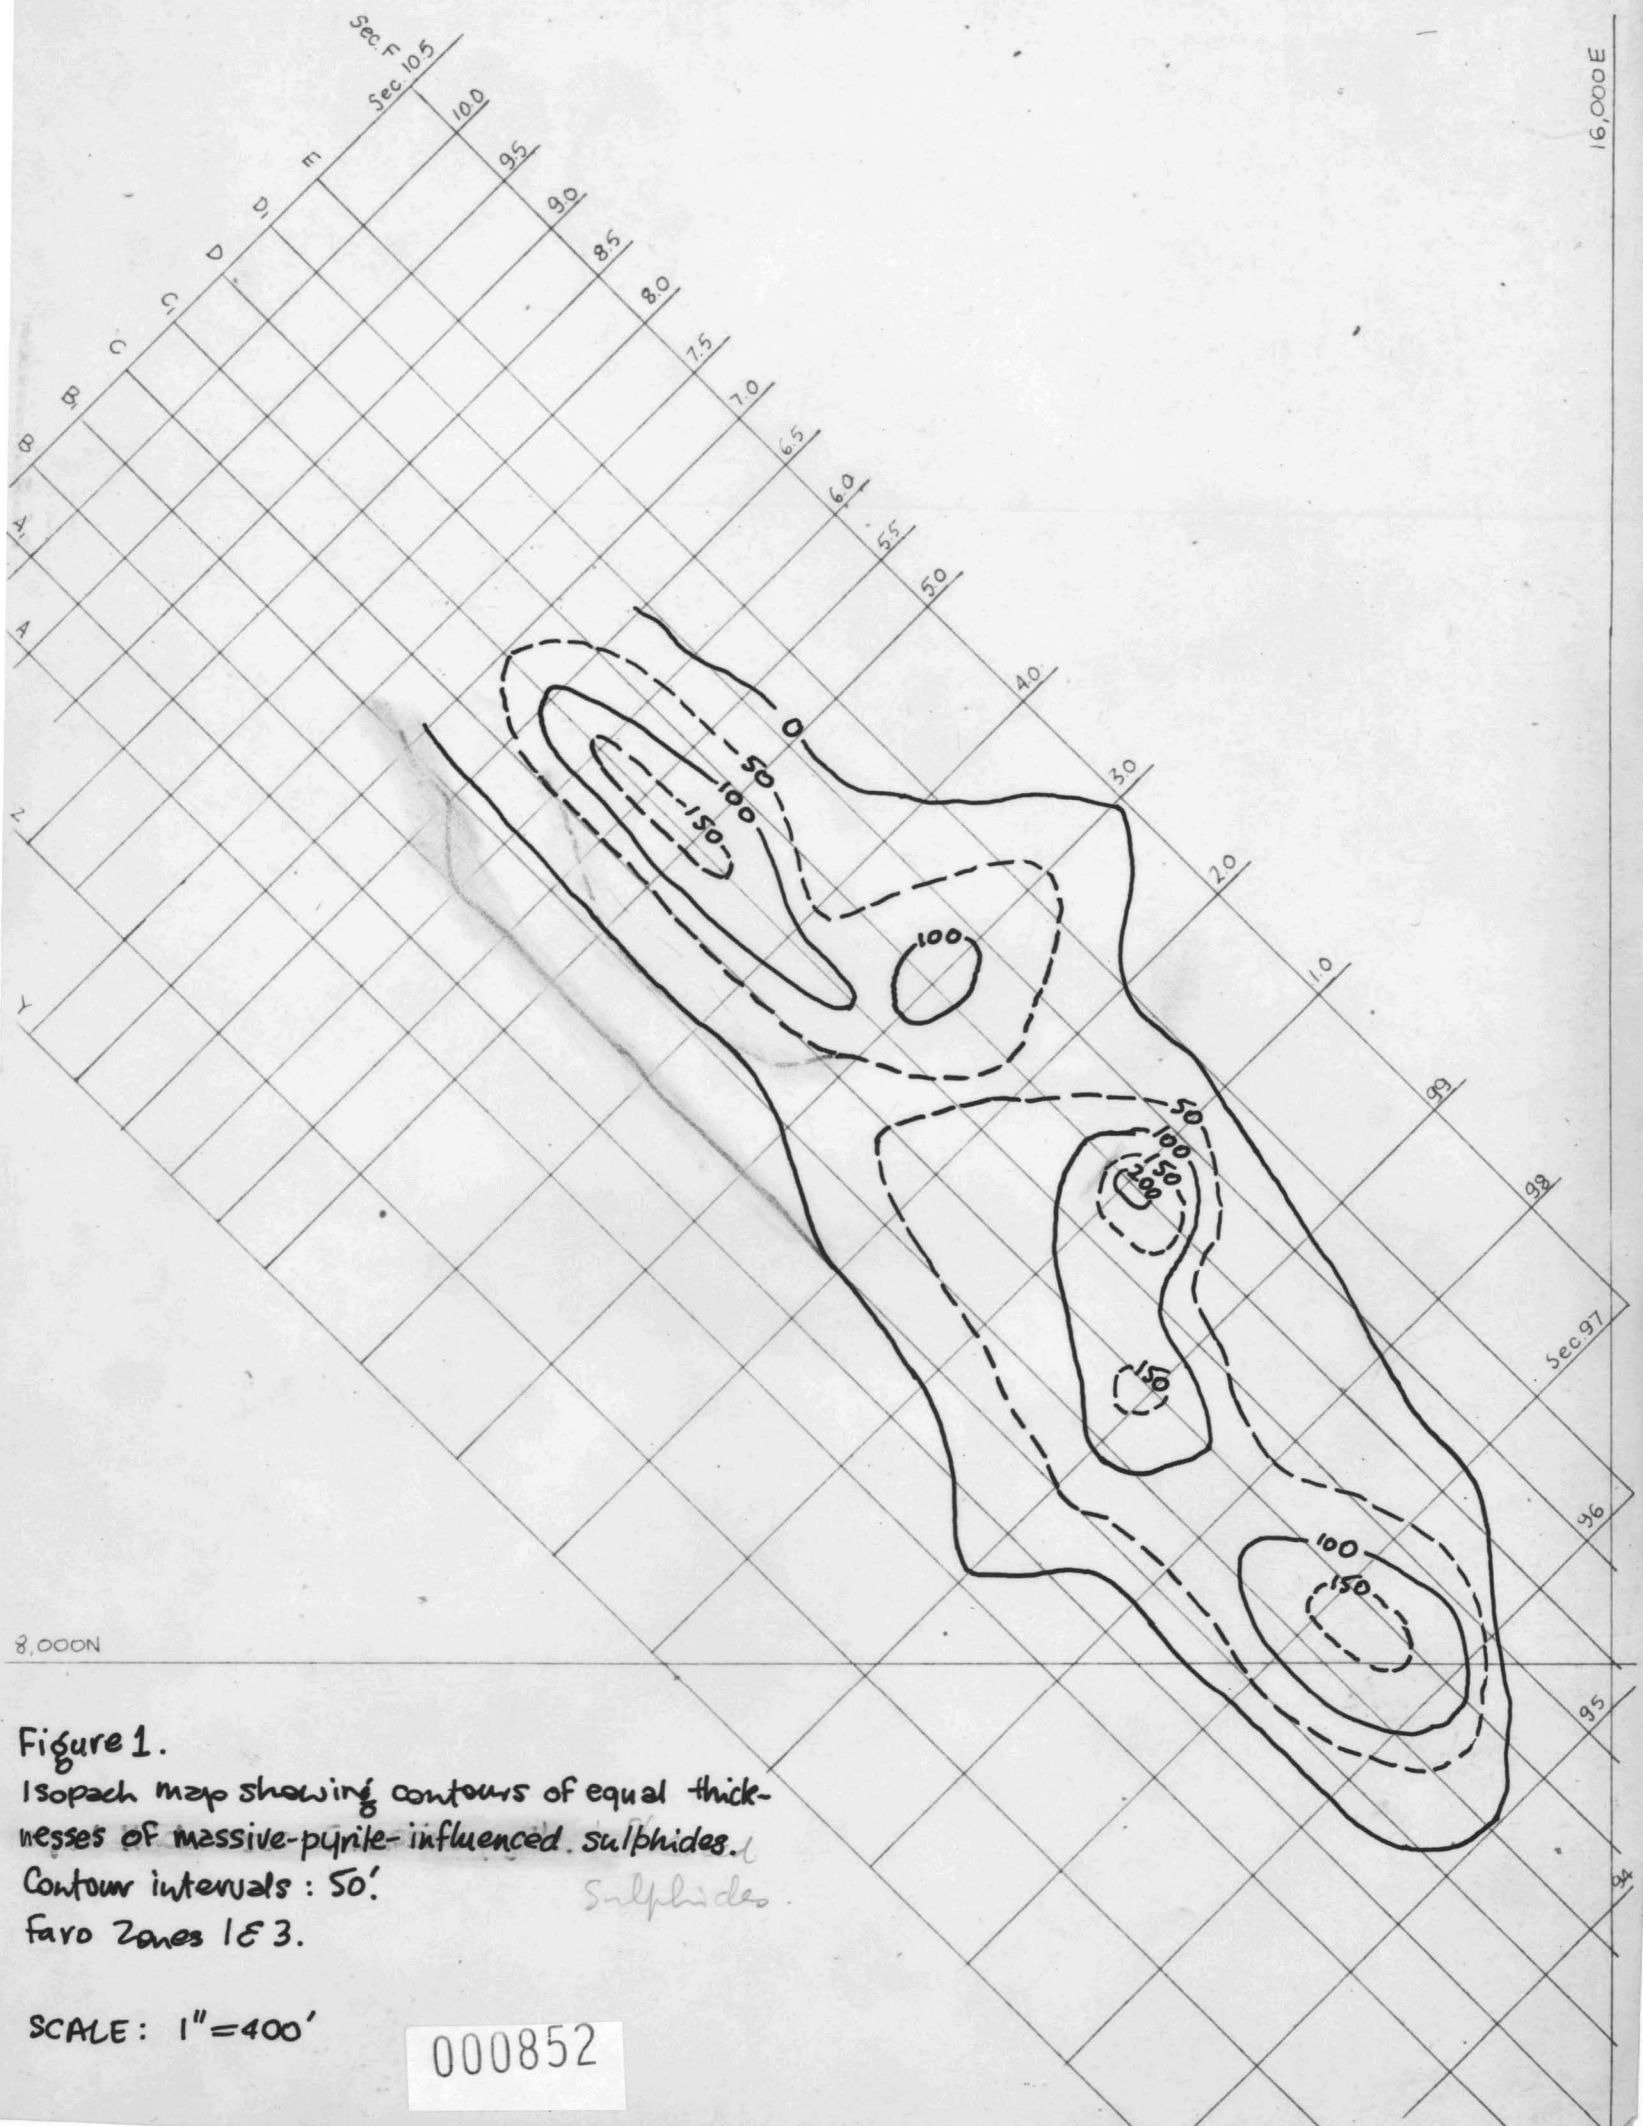 Sec. F
Sec. 10.5
10.0
9.5
9.0
8.5
8.0
7.5
7.0
6.5
6.0
5.5
5.0
4.0
3.0
2.0
1.0
99
98
Sec. 97
96
95
94
E
D₁
D
C₁
C
B₁
B
A₁
A
Z
Y
16,000E
0
50
100
150
100
50
100
150
200
150
100
150
8,000N
Figure 1.
Isopach map showing contours of equal thick-
nesses of massive-pyrite-influenced sulphides.
Sulphides.
Contour intervals : 50'.
Faro Zones 1 & 3.
SCALE: 1"=400'
000852